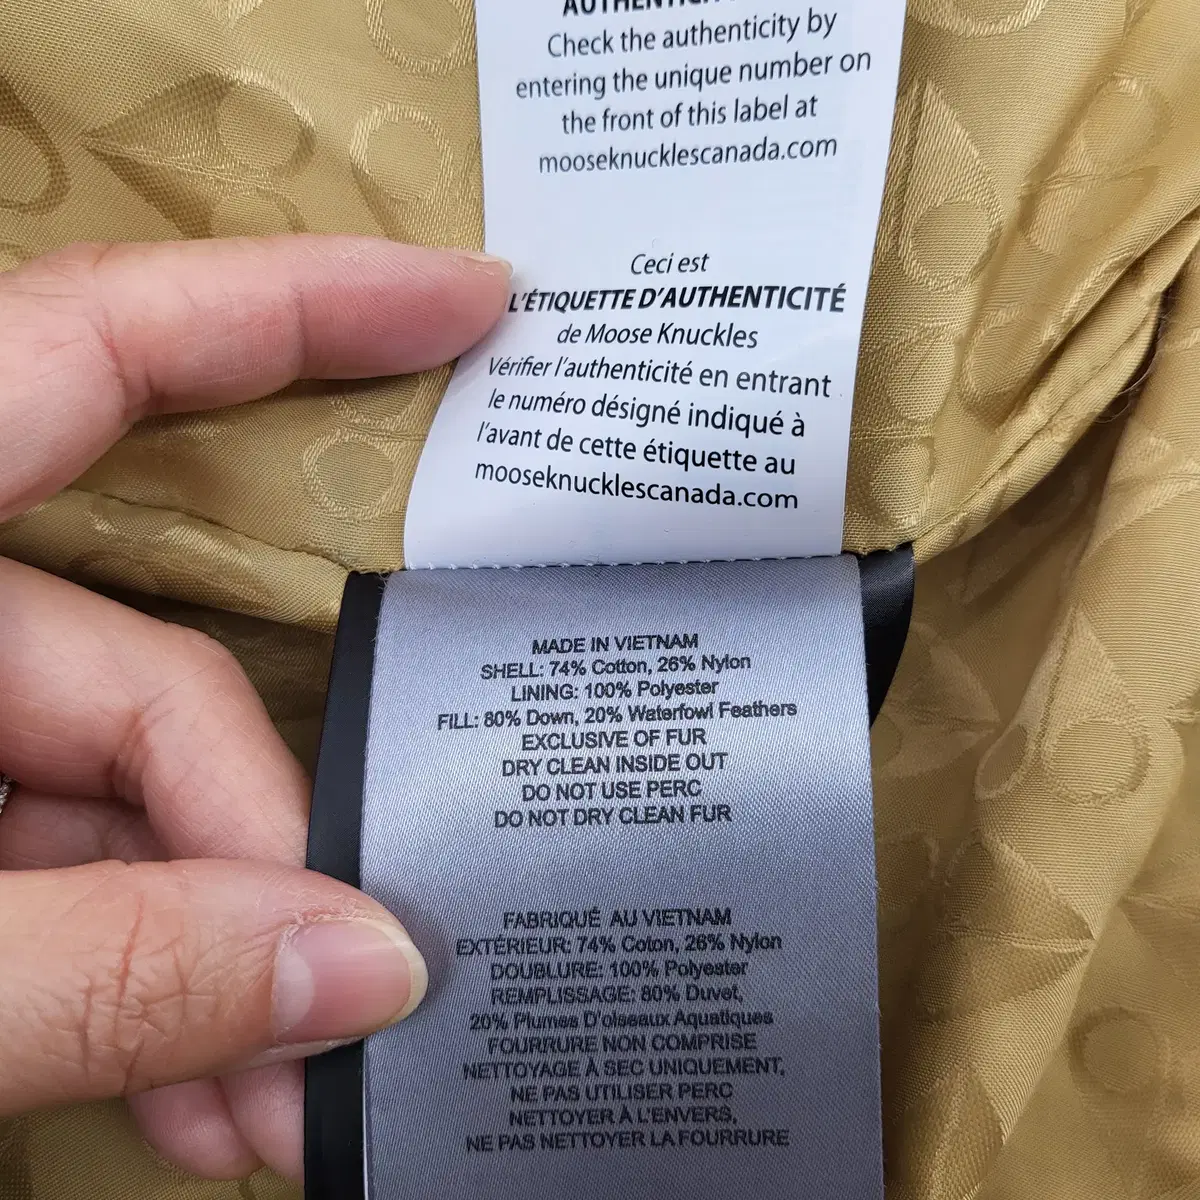 Check the authenticity by
entering the unique number on
the front of this label at
mooseknucklescanada.com
Ceci est
L'ÉTIQUETTE D'AUTHENTICITÉ
de Moose Knuckles
Vérifier l'authenticité en entrant
le numéro désigné indiqué à
l'avant de cette étiquette au
mooseknucklescanada.com
MADE IN VIETNAM
SHELL: 74% Cotton, 26% Nylon
LINING: 100% Polyester
FILL: 80% Down, 20% Waterfowl Feathers
EXCLUSIVE OF FUR
DRY CLEAN INSIDE OUT
DO NOT USE PERC
DO NOT DRY CLEAN FUR
FABRIQUÉ AU VIETNAM
EXTÉRIEUR: 74% Coton, 26% Nylon
DOUBLURE: 100% Polyester
REMPLISSAGE: 80% Duvet,
20% Plumes D'oiseaux Aquatiques
FOURRURE NON COMPRISE
NETTOYAGE À SEC UNIQUEMENT,
NE PAS UTILISER PERC
NETTOYER À L'ENVERS,
NE PAS NETTOYER LA FOURRURE